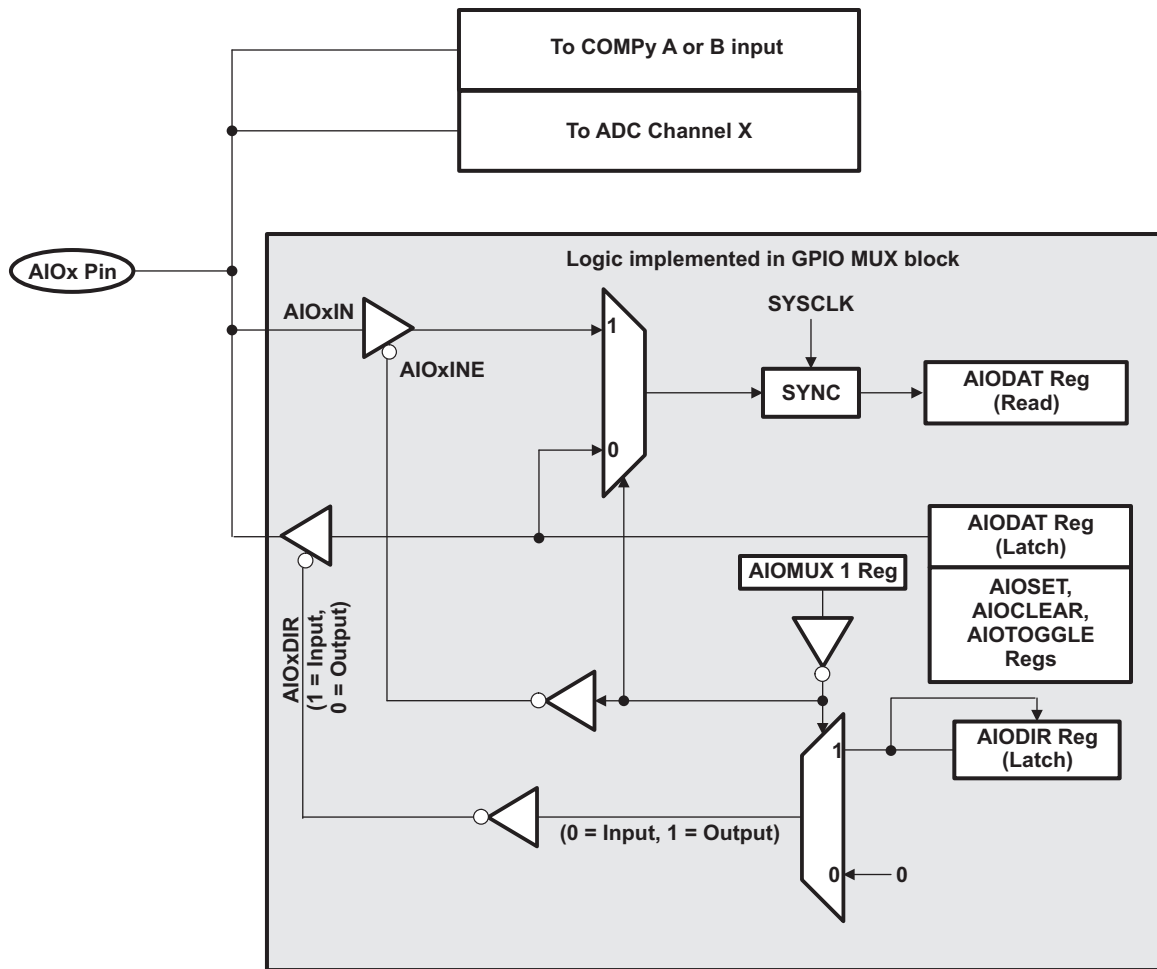 To COMPy A or B input
To ADC Channel X
AIOx Pin
Logic implemented in GPIO MUX block
SYSCLK
AIOxIN
1
AIOxINE
SYNC
AIODAT Reg
(Read)
0
AIODAT Reg
(Latch)
AIOMUX 1 Reg
AIOSET,
AIOCLEAR,
AIOTOGGLE
Regs
AIOxDIR
(1 = Input,
0 = Output)
1
AIODIR Reg
(Latch)
(0 = Input, 1 = Output)
0
0